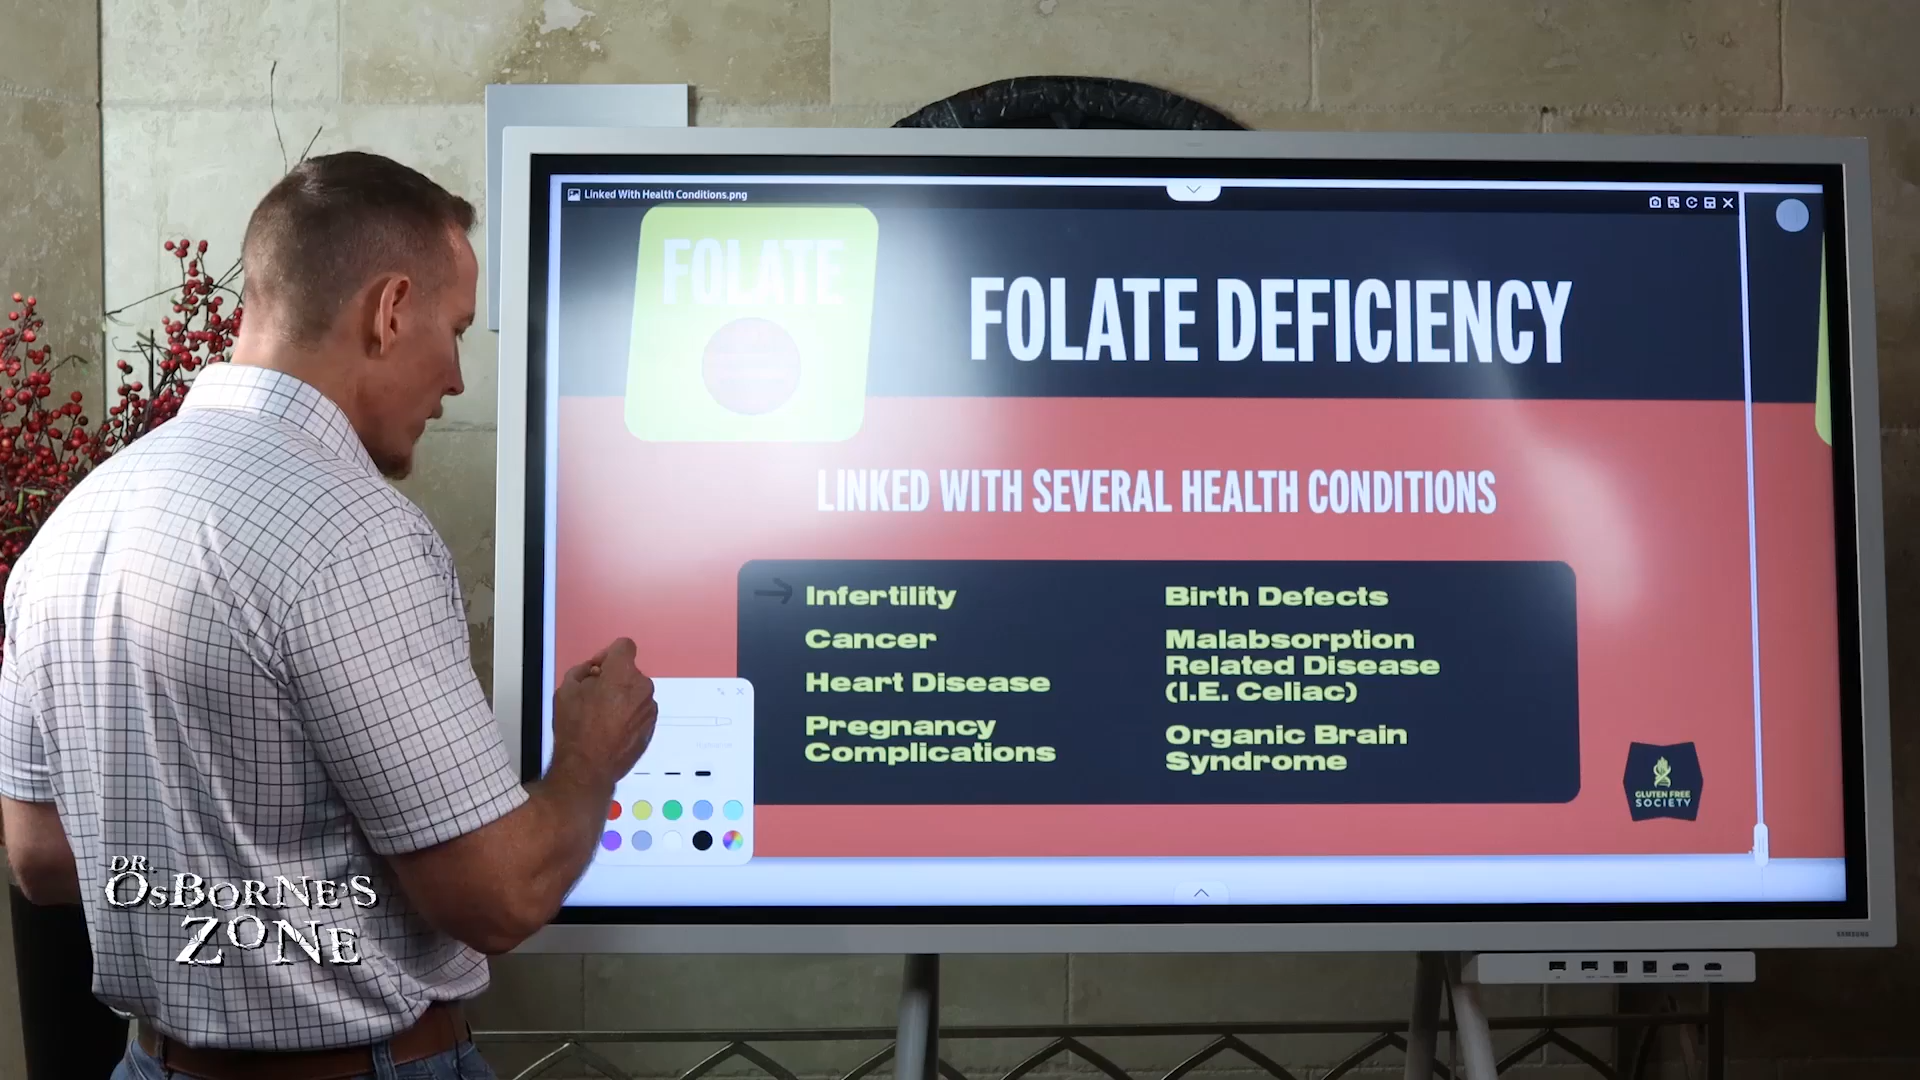 Linked With Health Conditions.png
FOLATE
FOLATE DEFICIENCY
LINKED WITH SEVERAL HEALTH CONDITIONS
Infertility
Cancer
Heart Disease
Pregnancy
Complications
Birth Defects
Malabsorption
Related Disease
(I.E. Celiac)
Organic Brain
Syndrome
GLUTEN FREE
SOCIETY
SAMSUNG
DR.
OSBORNE'S
ZONE